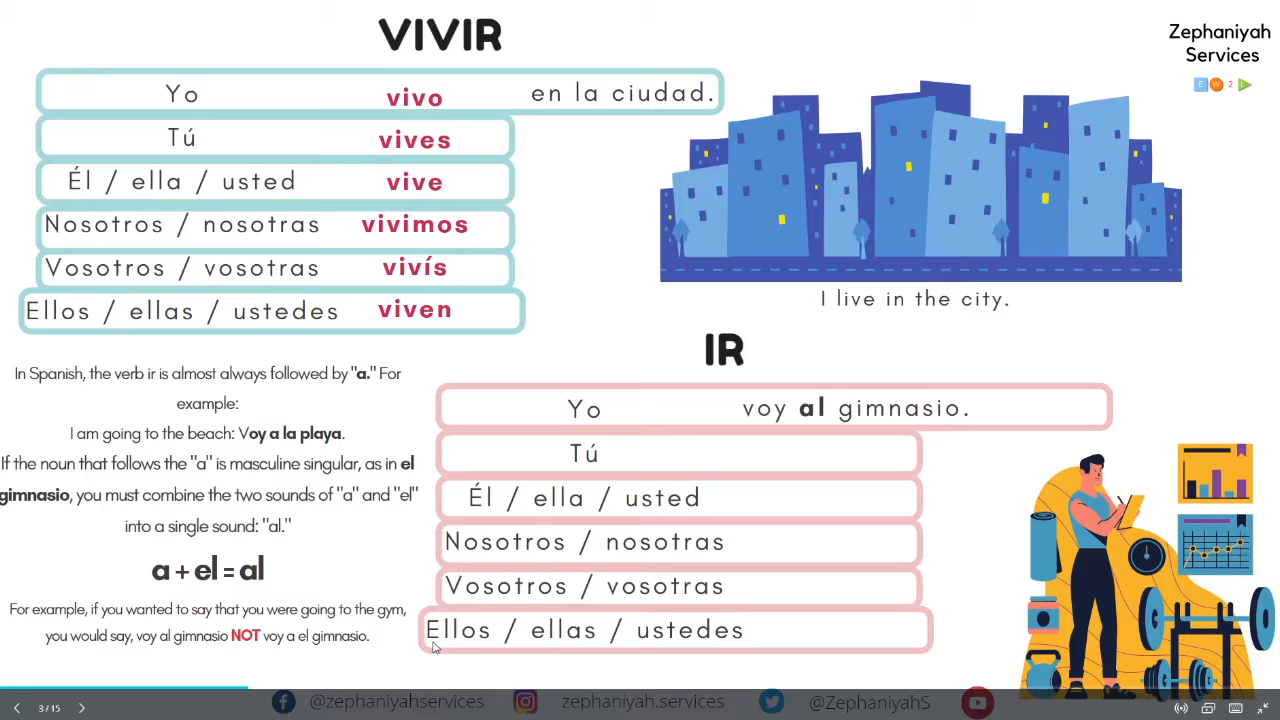 VIVIR
Zephaniyah
Services
E W 2
Yo vivo en la ciudad.
Tú vives
Él / ella / usted vive
Nosotros / nosotras vivimos
Vosotros / vosotras vivís
Ellos / ellas / ustedes viven
I live in the city.
IR
In Spanish, the verb ir is almost always followed by "a." For
example:
I am going to the beach: Voy a la playa.
If the noun that follows the "a" is masculine singular, as in el
gimnasio, you must combine the two sounds of "a" and "el"
into a single sound: "al."
a + el = al
For example, if you wanted to say that you were going to the gym,
you would say, voy al gimnasio NOT voy a el gimnasio.
Yo voy al gimnasio.
Tú
Él / ella / usted
Nosotros / nosotras
Vosotros / vosotras
Ellos / ellas / ustedes
3 / 15
@zephaniyahservices zephaniyah.services @ZephaniyahS